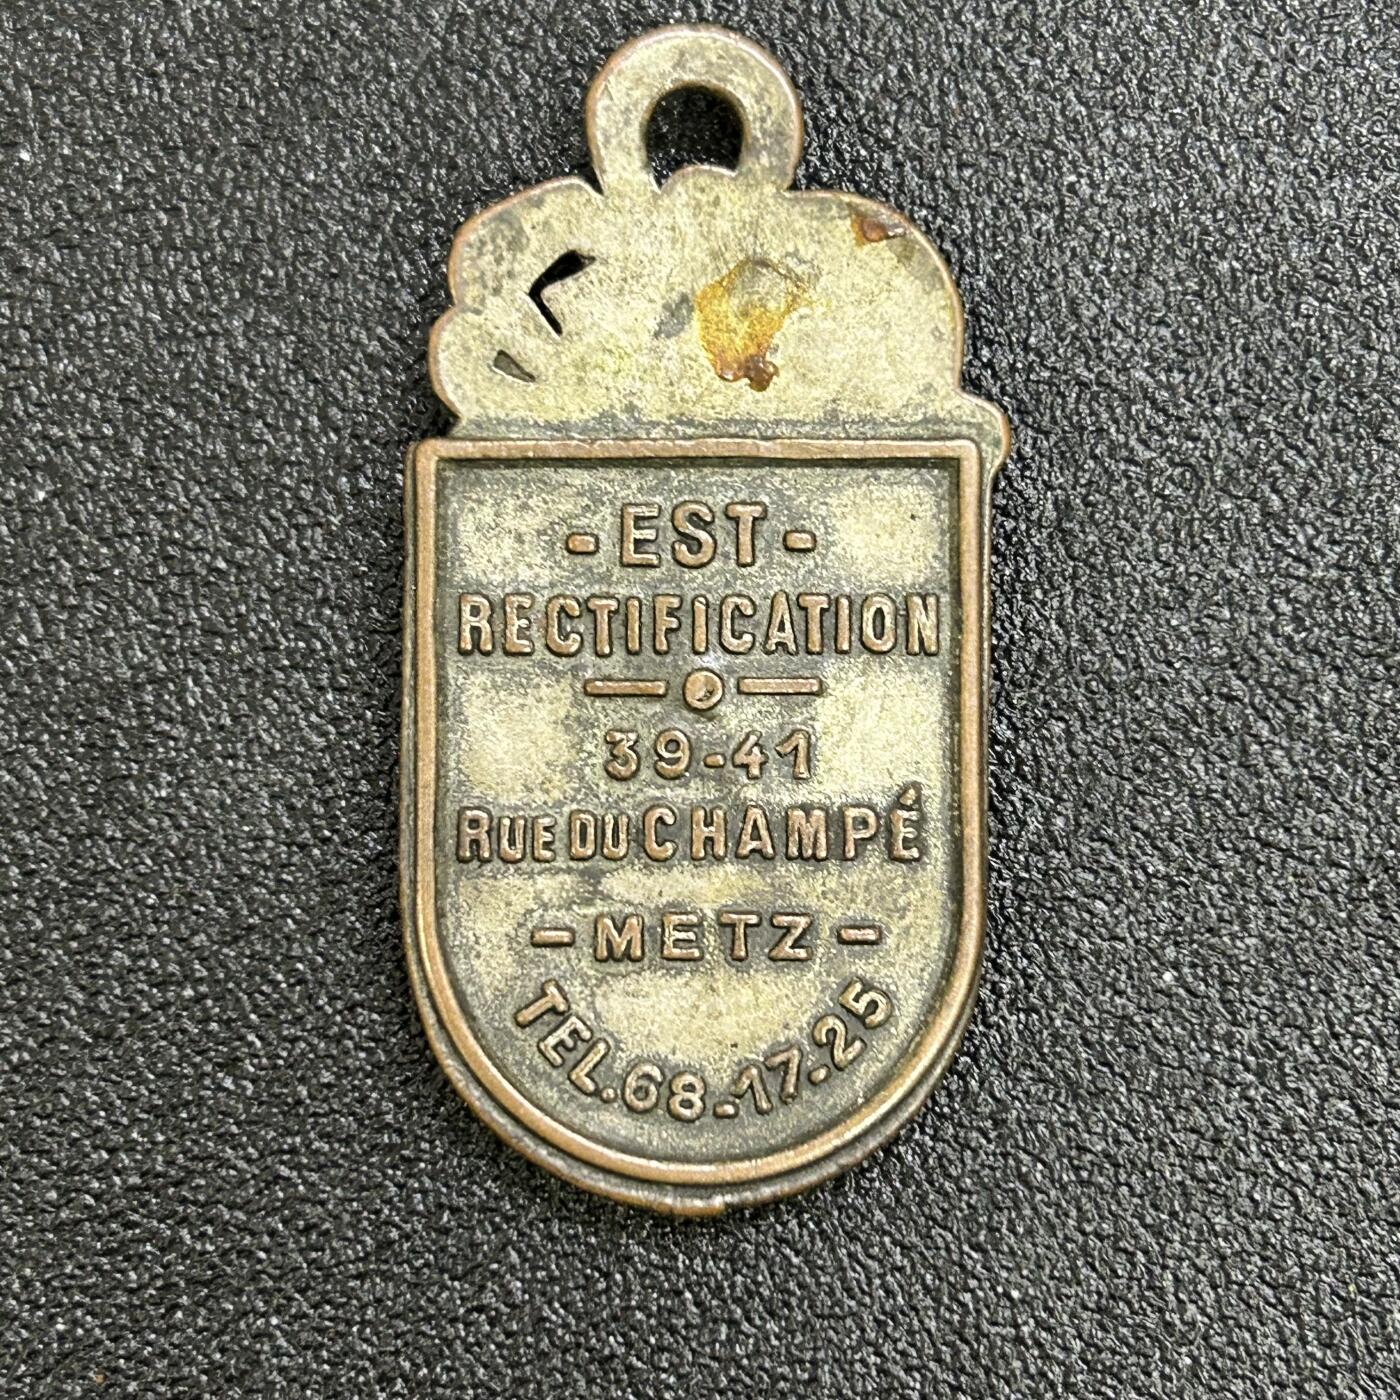 - EST -
RECTIFICATION
39-41
RUE DU CHAMPÉ
- METZ -
TEL. 68-17-25